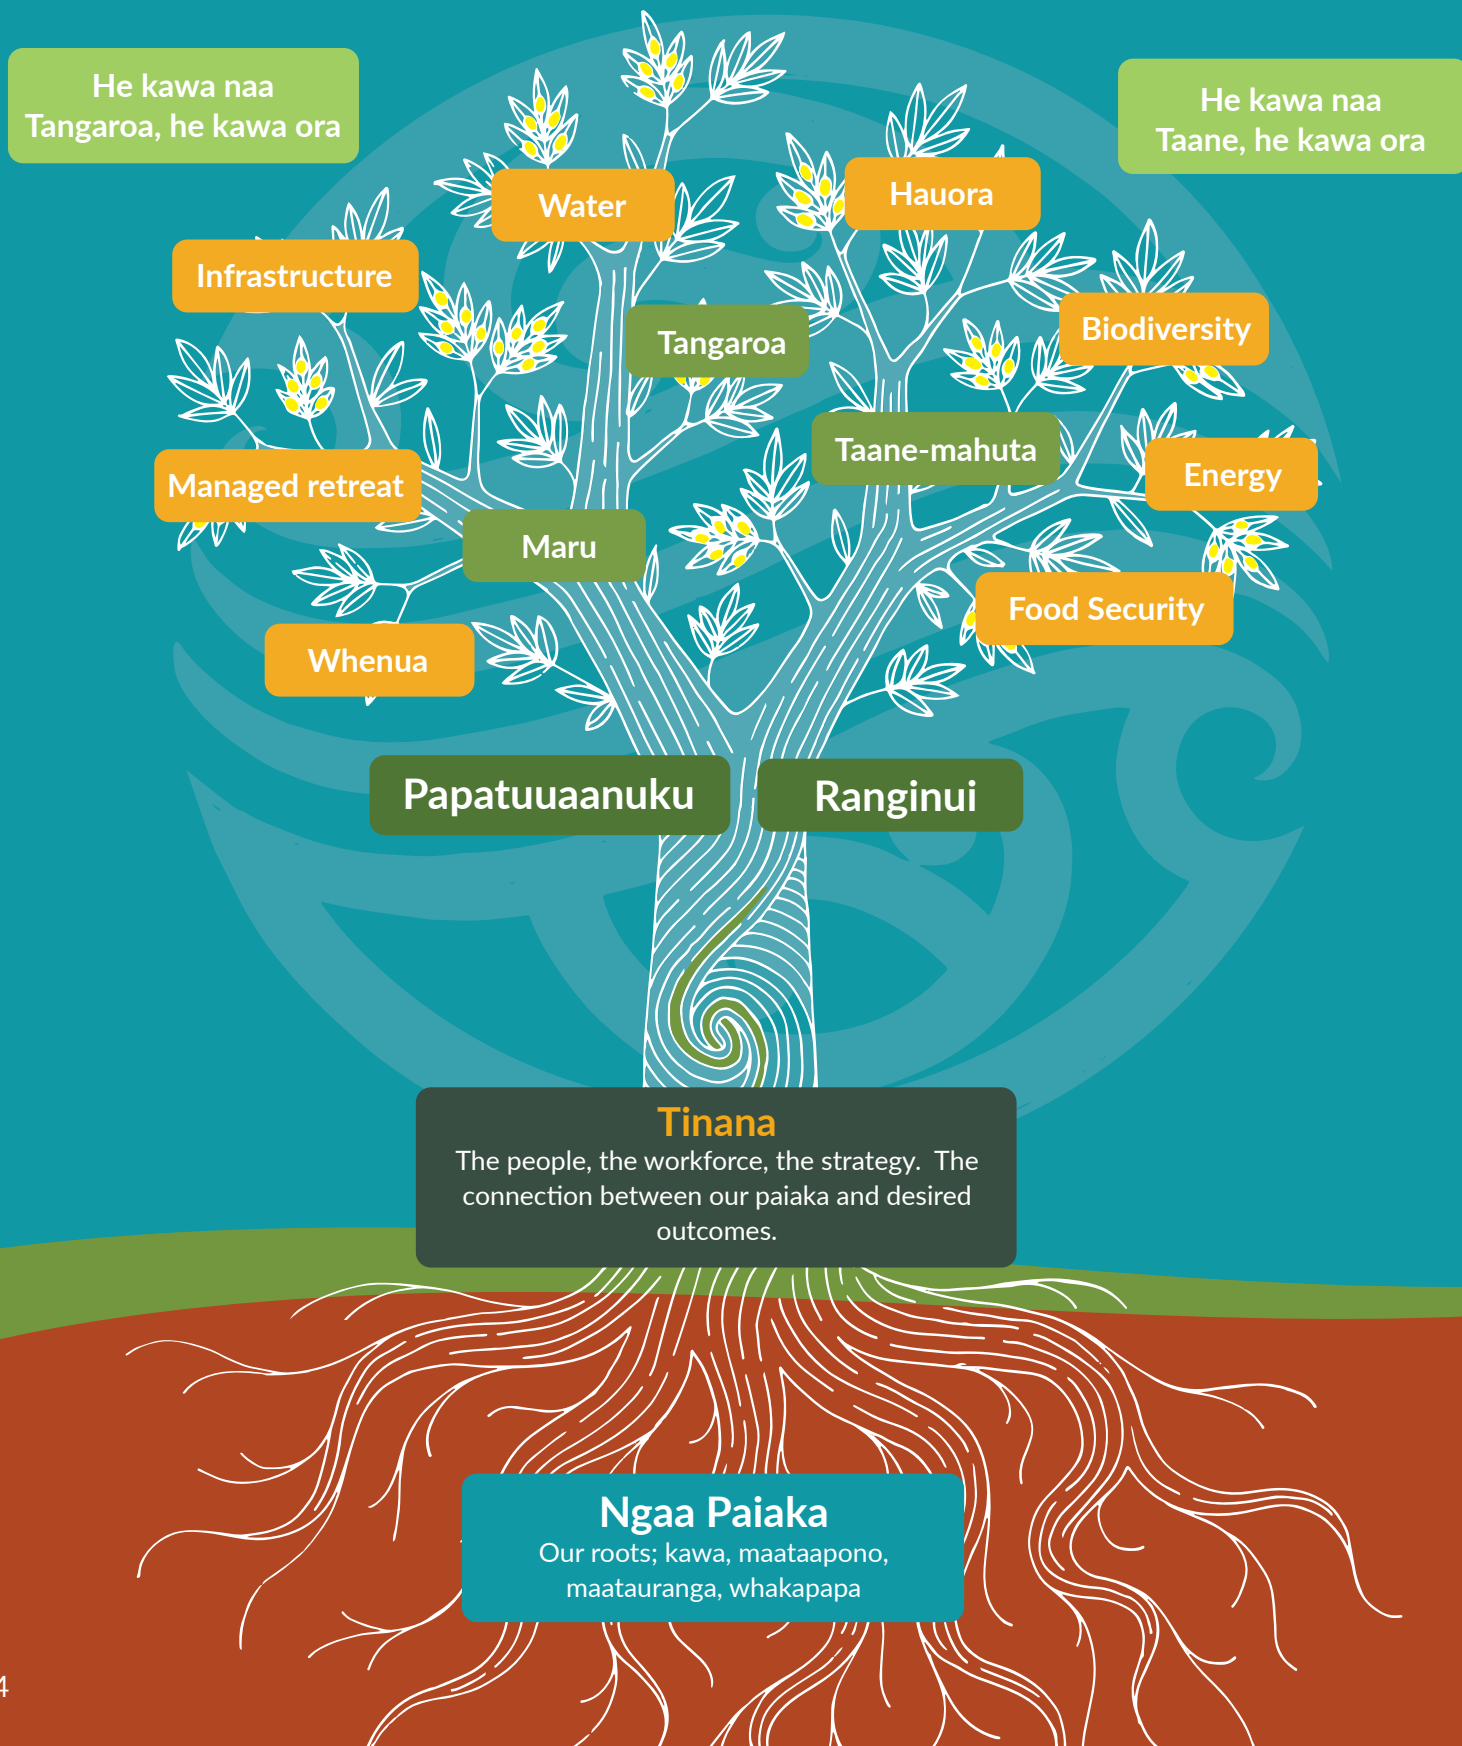 He kawa naa
Tangaroa, he kawa ora
He kawa naa
Taane, he kawa ora
Water
Hauora
Infrastructure
Biodiversity
Tangaroa
Taane-mahuta
Energy
Managed retreat
Maru
Food Security
Whenua
Papatuuaanuku
Ranginui
Tinana
The people, the workforce, the strategy. The
connection between our paiaka and desired
outcomes.
Ngaa Paiaka
Our roots; kawa, maataapono,
maatauranga, whakapapa
4